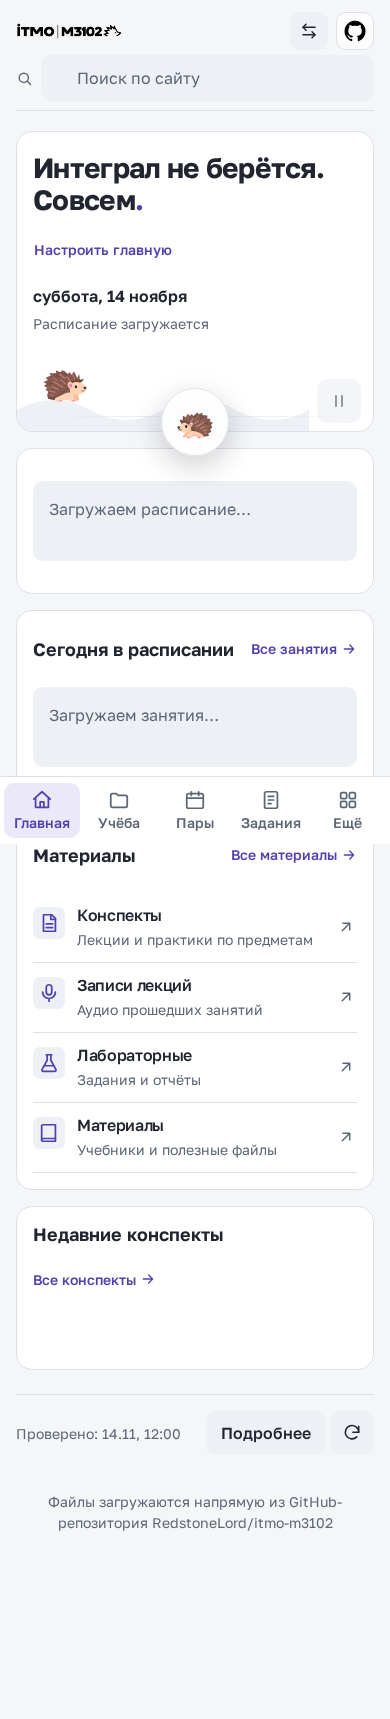 iTMO | M3102
Поиск по сайту
Интеграл не берётся.
Совсем.
Настроить главную
суббота, 14 ноября
Расписание загружается
Загружаем расписание...
Сегодня в расписании Все занятия →
Загружаем занятия...
Главная Учёба Пары Задания Ещё
Материалы Все материалы →
Конспекты
Лекции и практики по предметам
Записи лекций
Аудио прошедших занятий
Лабораторные
Задания и отчёты
Материалы
Учебники и полезные файлы
Недавние конспекты
Все конспекты →
Проверено: 14.11, 12:00 Подробнее
Файлы загружаются напрямую из GitHub-
репозитория RedstoneLord/itmo-m3102